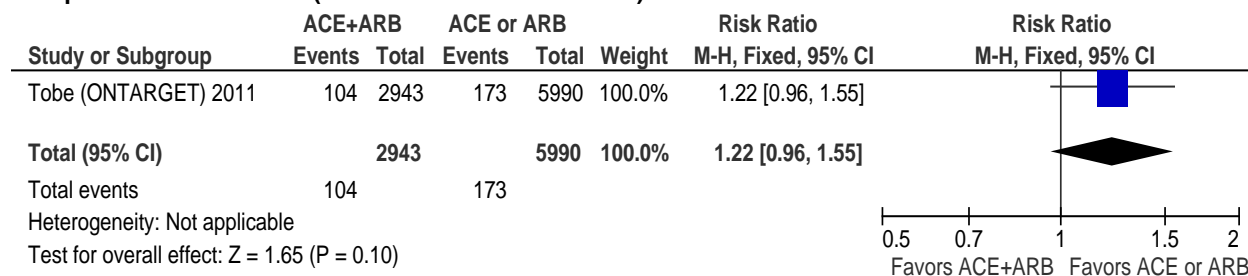 ACE+ARB ACE or ARB Risk Ratio Risk Ratio
Study or Subgroup Events Total Events Total Weight M-H, Fixed, 95% CI M-H, Fixed, 95% CI
Tobe (ONTARGET) 2011 104 2943 173 5990 100.0% 1.22 [0.96, 1.55]
Total (95% CI) 2943 5990 100.0% 1.22 [0.96, 1.55]
Total events 104 173
Heterogeneity: Not applicable
Test for overall effect: Z = 1.65 (P = 0.10)
0.5 0.7 1 1.5 2
Favors ACE+ARB Favors ACE or ARB